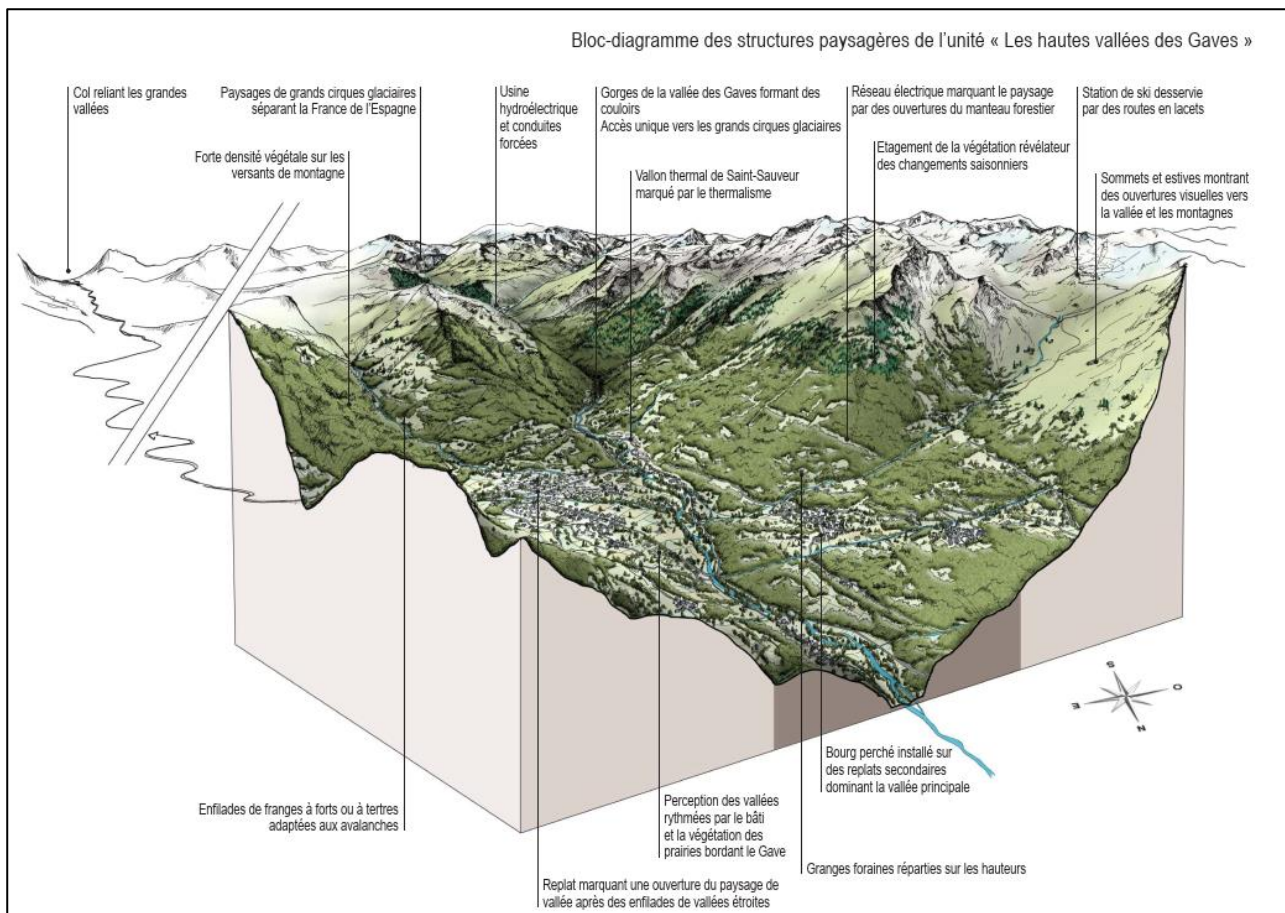 Bloc-diagramme des structures paysagères de l'unité « Les hautes vallées des Gaves »
Col reliant les grandes
vallées
Paysages de grands cirques glaciaires
séparant la France de l'Espagne
Usine
hydroélectrique
et conduites
forcées
Gorges de la vallée des Gaves formant des
couloirs
Accès unique vers les grands cirques glaciaires
Réseau électrique marquant le paysage
par des ouvertures du manteau forestier
Station de ski desservie
par des routes en lacets
Forte densité végétale sur les
versants de montagne
Vallon thermal de Saint-Sauveur
marqué par le thermalisme
Etagement de la végétation révélateur
des changements saisonniers
Sommets et estives montrant
des ouvertures visuelles vers
la vallée et les montagnes
S
O
E
N
Enfilades de franges à forts ou à tertres
adaptées aux avalanches
Replat marquant une ouverture du paysage de
vallée après des enfilades de vallées étroites
Perception des vallées
rythmées par le bâti
et la végétation des
prairies bordant le Gave
Bourg perché installé sur
des replats secondaires
dominant la vallée principale
Granges foraines réparties sur les hauteurs